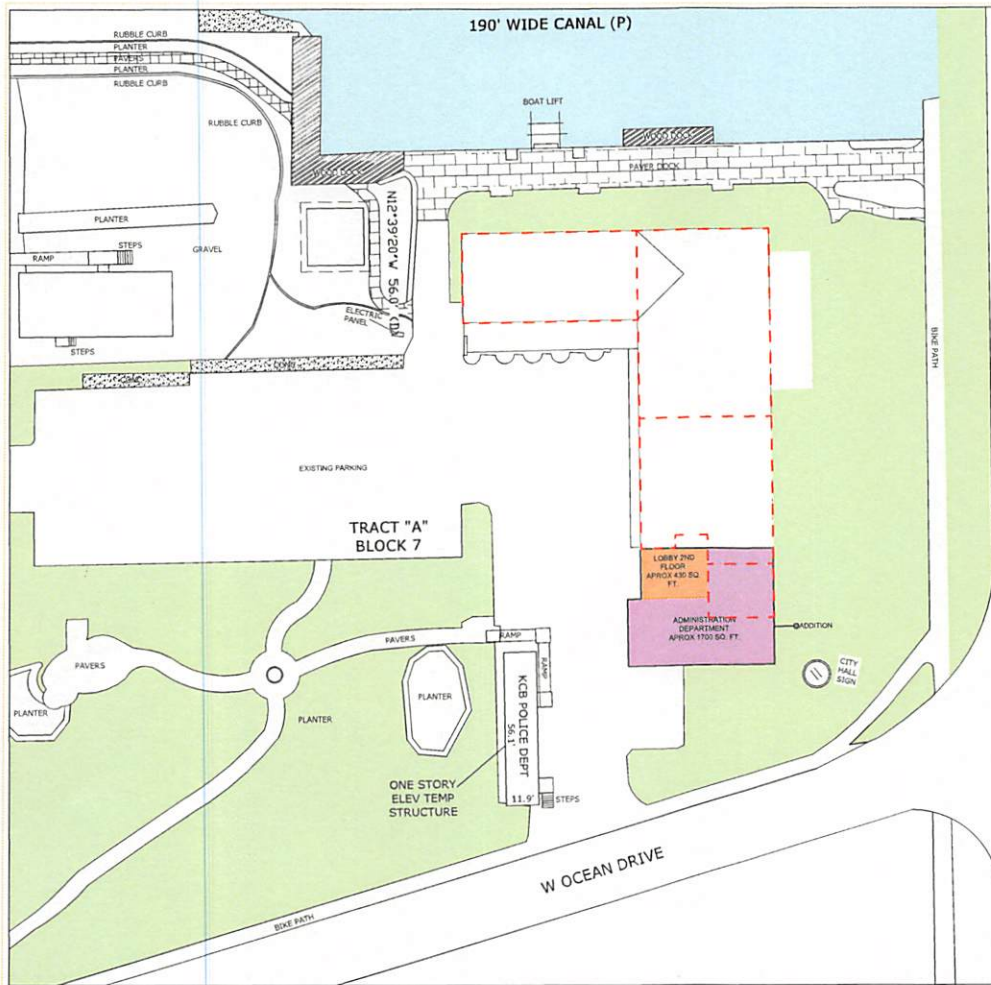 190' WIDE CANAL (P)
RUBBLE CURB
PLANTER
PAVERS
PLANTER
RUBBLE CURB
RUBBLE CURB
BOAT LIFT
WOOD DOCK
WOOD DOCK
PAVER DOCK
PLANTER
STEPS
RAMP
GRAVEL
N12°39'20"W 56.0' (D)
ELECTRIC
PANEL
STEPS
CONC
CONC
BIKE PATH
EXISTING PARKING
TRACT "A"
BLOCK 7
LOBBY 2ND
FLOOR
APROX 430 SQ.
FT.
ADMINISTRATION
DEPARTMENT
APROX 1700 SQ. FT.
ADDITION
CITY
HALL
SIGN
PAVERS
RAMP
RAMP
PAVERS
PLANTER
PLANTER
PLANTER
KCB POLICE DEPT
56.1'
11.9'
STEPS
ONE STORY
ELEV TEMP
STRUCTURE
W OCEAN DRIVE
BIKE PATH